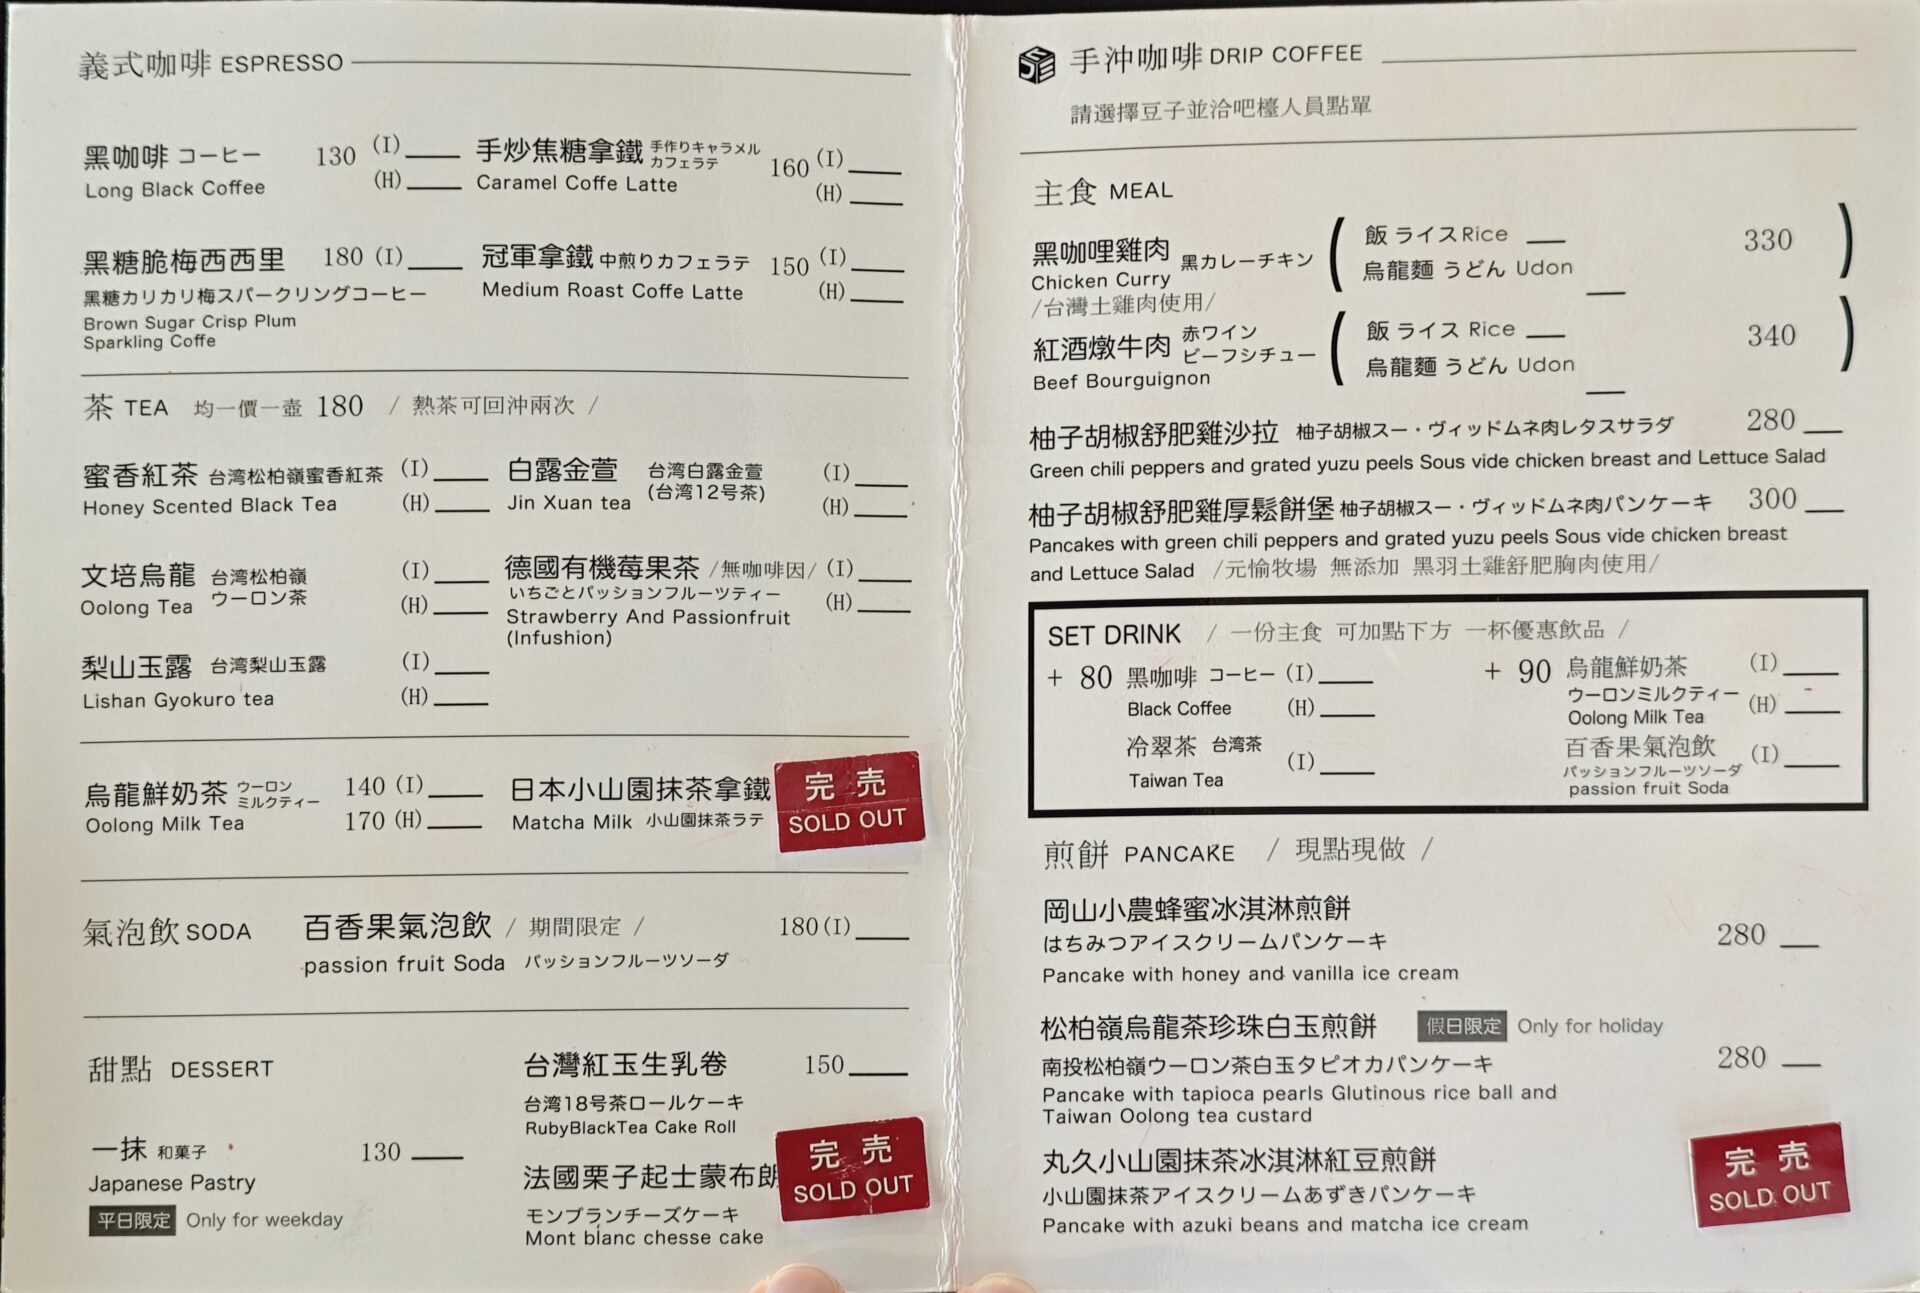 義式咖啡 ESPRESSO
黑咖啡 コーヒー 130 (I)
Long Black Coffee (H)
手炒焦糖拿鐵 手作りキャラメルカフェラテ 160 (I)
Caramel Coffe Latte (H)
黑糖脆梅西西里 180 (I)
黑糖カリカリ梅スパークリングコーヒー
Brown Sugar Crisp Plum
Sparkling Coffe
冠軍拿鐵 中煎りカフェラテ 150 (I)
Medium Roast Coffe Latte (H)
茶 TEA 均一價一壺 180 / 熱茶可回沖兩次 /
蜜香紅茶 台湾松柏嶺蜜香紅茶 (I)
Honey Scented Black Tea (H)
白露金萱 台湾白露金萱 (I)
(台湾12号茶)
Jin Xuan tea (H)
文培烏龍 台湾松柏嶺 (I)
ウーロン茶
Oolong Tea (H)
德國有機莓果茶 /無咖啡因/ (I)
いちごとパッションフルーツティー (H)
Strawberry And Passionfruit
(Infushion)
梨山玉露 台湾梨山玉露 (I)
Lishan Gyokuro tea (H)
烏龍鮮奶茶 ウーロンミルクティー 140 (I)
Oolong Milk Tea 170 (H)
日本小山園抹茶拿鐵
Matcha Milk 小山園抹茶ラテ
完売
SOLD OUT
氣泡飲 SODA 百香果氣泡飲 / 期間限定 / 180 (I)
passion fruit Soda パッションフルーツソーダ
甜點 DESSERT
一抹 和菓子 130
Japanese Pastry
平日限定 Only for weekday
台灣紅玉生乳卷 150
台湾18号茶ロールケーキ
RubyBlackTea Cake Roll
法國栗子起士蒙布朗
モンブランチーズケーキ
Mont blanc chesse cake
完売
SOLD OUT
手沖咖啡 DRIP COFFEE
請選擇豆子並洽吧檯人員點單
主食 MEAL
黑咖哩雞肉 黒カレーチキン ( 飯 ライス Rice 330 )
Chicken Curry 烏龍麵 うどん Udon
/台灣土雞肉使用/
紅酒燉牛肉 赤ワイン ( 飯 ライス Rice 340 )
ビーフシチュー
Beef Bourguignon 烏龍麵 うどん Udon
柚子胡椒舒肥雞沙拉 柚子胡椒スー・ヴィッドムネ肉レタスサラダ 280
Green chili peppers and grated yuzu peels Sous vide chicken breast and Lettuce Salad
柚子胡椒舒肥雞厚鬆餅堡 柚子胡椒スー・ヴィッドムネ肉パンケーキ 300
Pancakes with green chili peppers and grated yuzu peels Sous vide chicken breast
and Lettuce Salad /元愉牧場 無添加 黑羽土雞舒肥胸肉使用/
SET DRINK / 一份主食 可加點下方 一杯優惠飲品 /
+ 80 黑咖啡 コーヒー (I)
Black Coffee (H)
冷翠茶 台湾茶 (I)
Taiwan Tea
+ 90 烏龍鮮奶茶 (I)
ウーロンミルクティー (H)
Oolong Milk Tea
百香果氣泡飲 (I)
パッションフルーツソーダ
passion fruit Soda
煎餅 PANCAKE / 現點現做 /
岡山小農蜂蜜冰淇淋煎餅
はちみつアイスクリームパンケーキ 280
Pancake with honey and vanilla ice cream
松柏嶺烏龍茶珍珠白玉煎餅 假日限定 Only for holiday
南投松柏嶺ウーロン茶白玉タピオカパンケーキ 280
Pancake with tapioca pearls Glutinous rice ball and
Taiwan Oolong tea custard
丸久小山園抹茶冰淇淋紅豆煎餅
小山園抹茶アイスクリームあずきパンケーキ
Pancake with azuki beans and matcha ice cream
完売
SOLD OUT